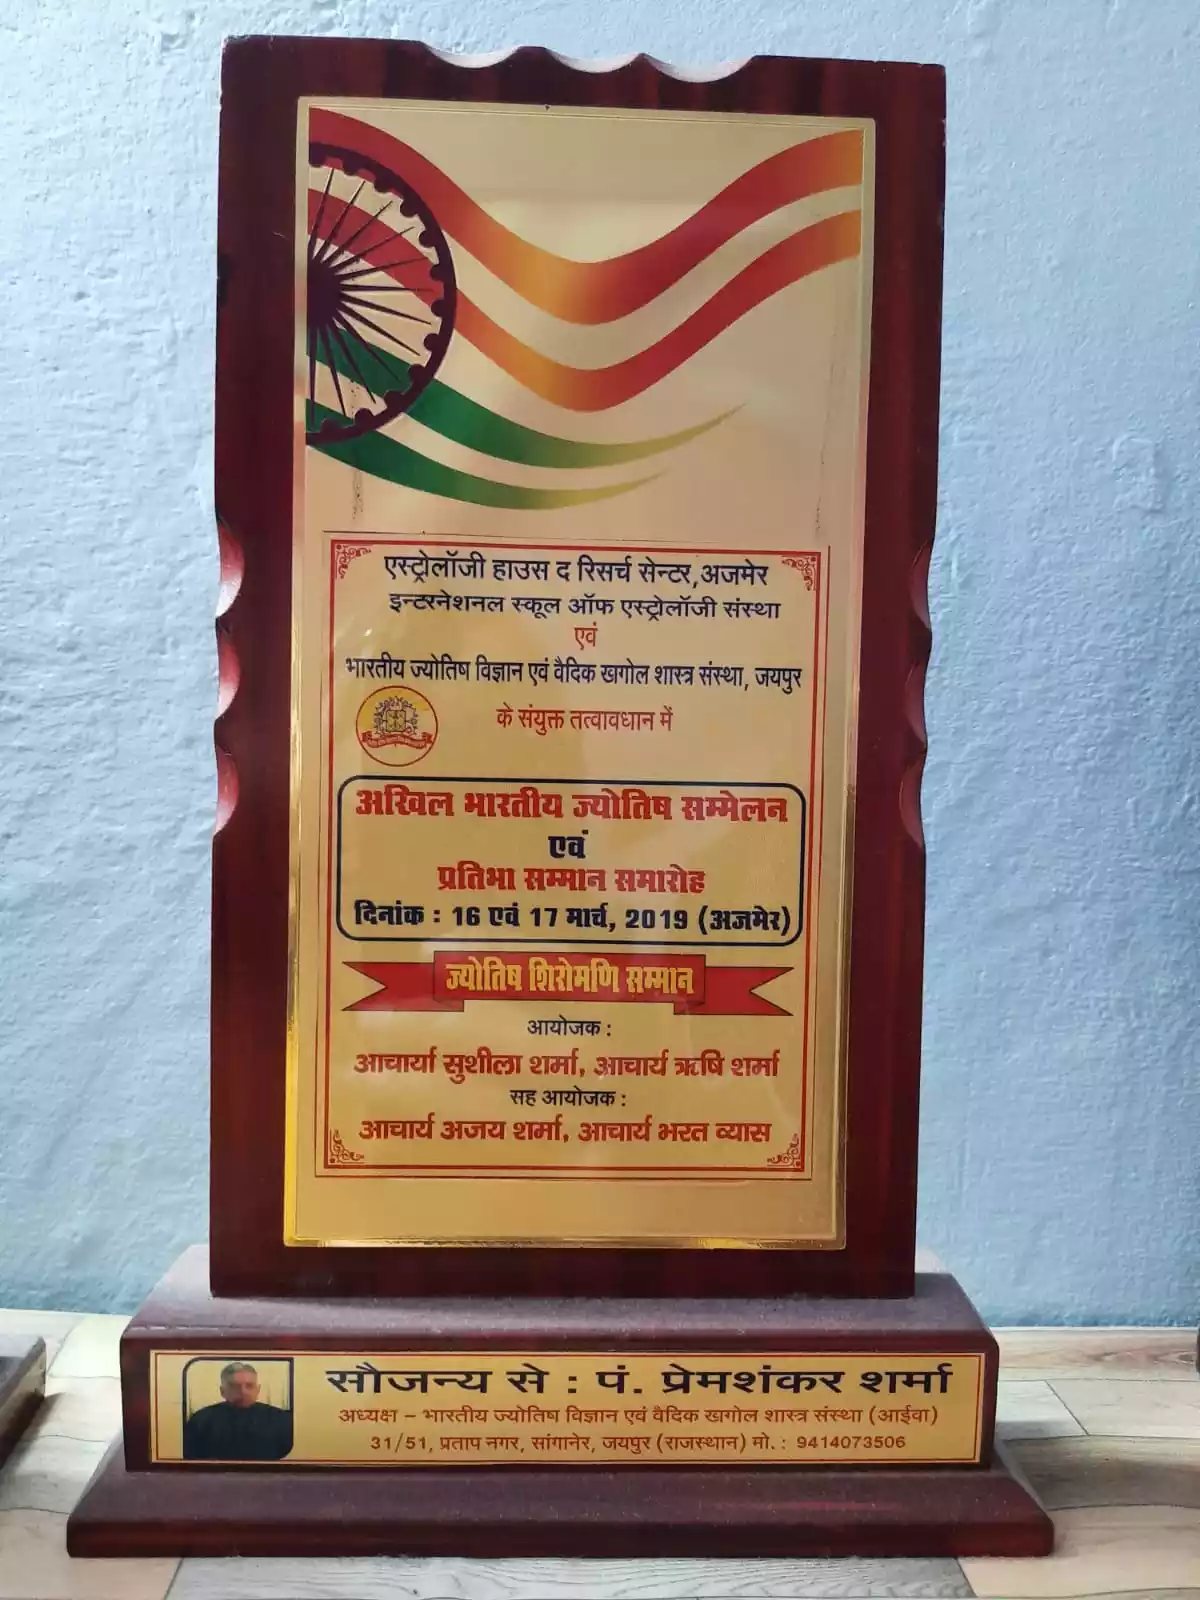 एस्ट्रोलॉजी हाउस द रिसर्च सेन्टर,अजमेर
इन्टरनेशनल स्कूल ऑफ एस्ट्रोलॉजी संस्था
एवं
भारतीय ज्योतिष विज्ञान एवं वैदिक खगोल शास्त्र संस्था, जयपुर
के संयुक्त तत्वावधान में
अखिल भारतीय ज्योतिष सम्मेलन
एवं
प्रतिभा सम्मान समारोह
दिनांक : 16 एवं 17 मार्च, 2019 (अजमेर)
ज्योतिष शिरोमणि सम्मान
आयोजक :
आचार्या सुशीला शर्मा, आचार्य ऋषि शर्मा
सह आयोजक :
आचार्य अजय शर्मा, आचार्य भरत व्यास
सौजन्य से : पं. प्रेमशंकर शर्मा
अध्यक्ष – भारतीय ज्योतिष विज्ञान एवं वैदिक खगोल शास्त्र संस्था (आईवा)
31/51, प्रताप नगर, सांगानेर, जयपुर (राजस्थान) मो. : 9414073506